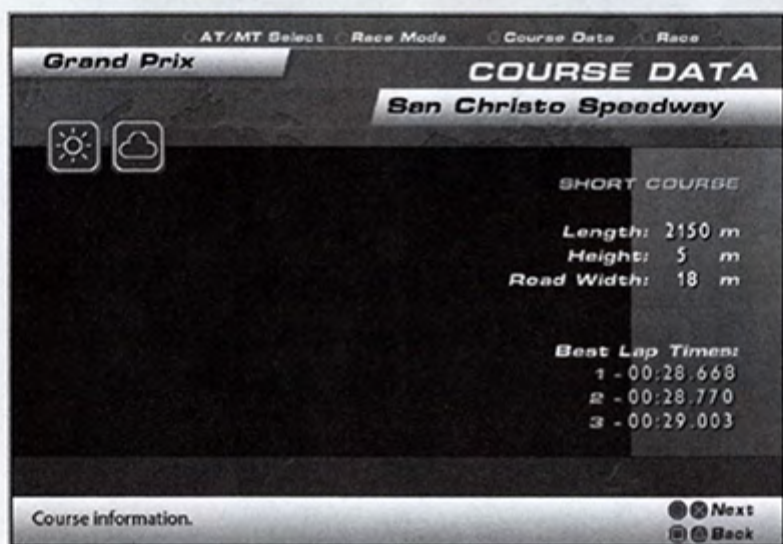 AT/MT Select Race Mode Course Data Race
Grand Prix
COURSE DATA
San Christo Speedway
SHORT COURSE
Length: 2150 m
Height: 5 m
Road Width: 18 m
Best Lap Times:
1 - 00:28.668
2 - 00:28.770
3 - 00:29.003
Course information.
Next
Back